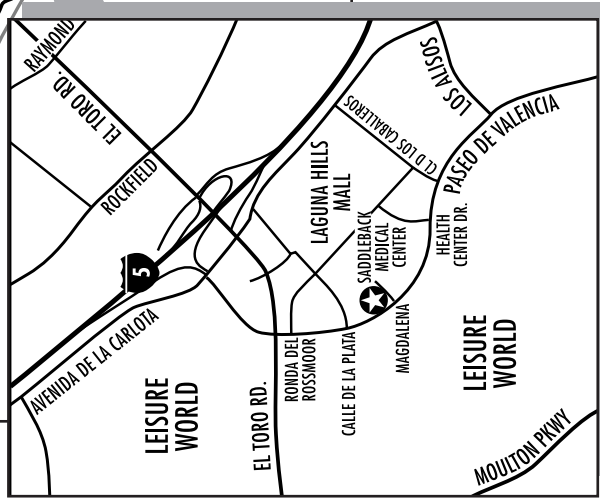 RAYMOND
EL TORO RD.
ROCKFIELD
LOS ALISOS
CL D LOS CABALLEROS
PASEO DE VALENCIA
LAGUNA HILLS
MALL
SADDLEBACK
MEDICAL
CENTER
HEALTH
CENTER DR.
5
AVENIDA DE LA CARLOTA
LEISURE
WORLD
EL TORO RD.
RONDA DEL
ROSSMOOR
CALLE DE LA PLATA
MAGDALENA
LEISURE
WORLD
MOULTON PKWY